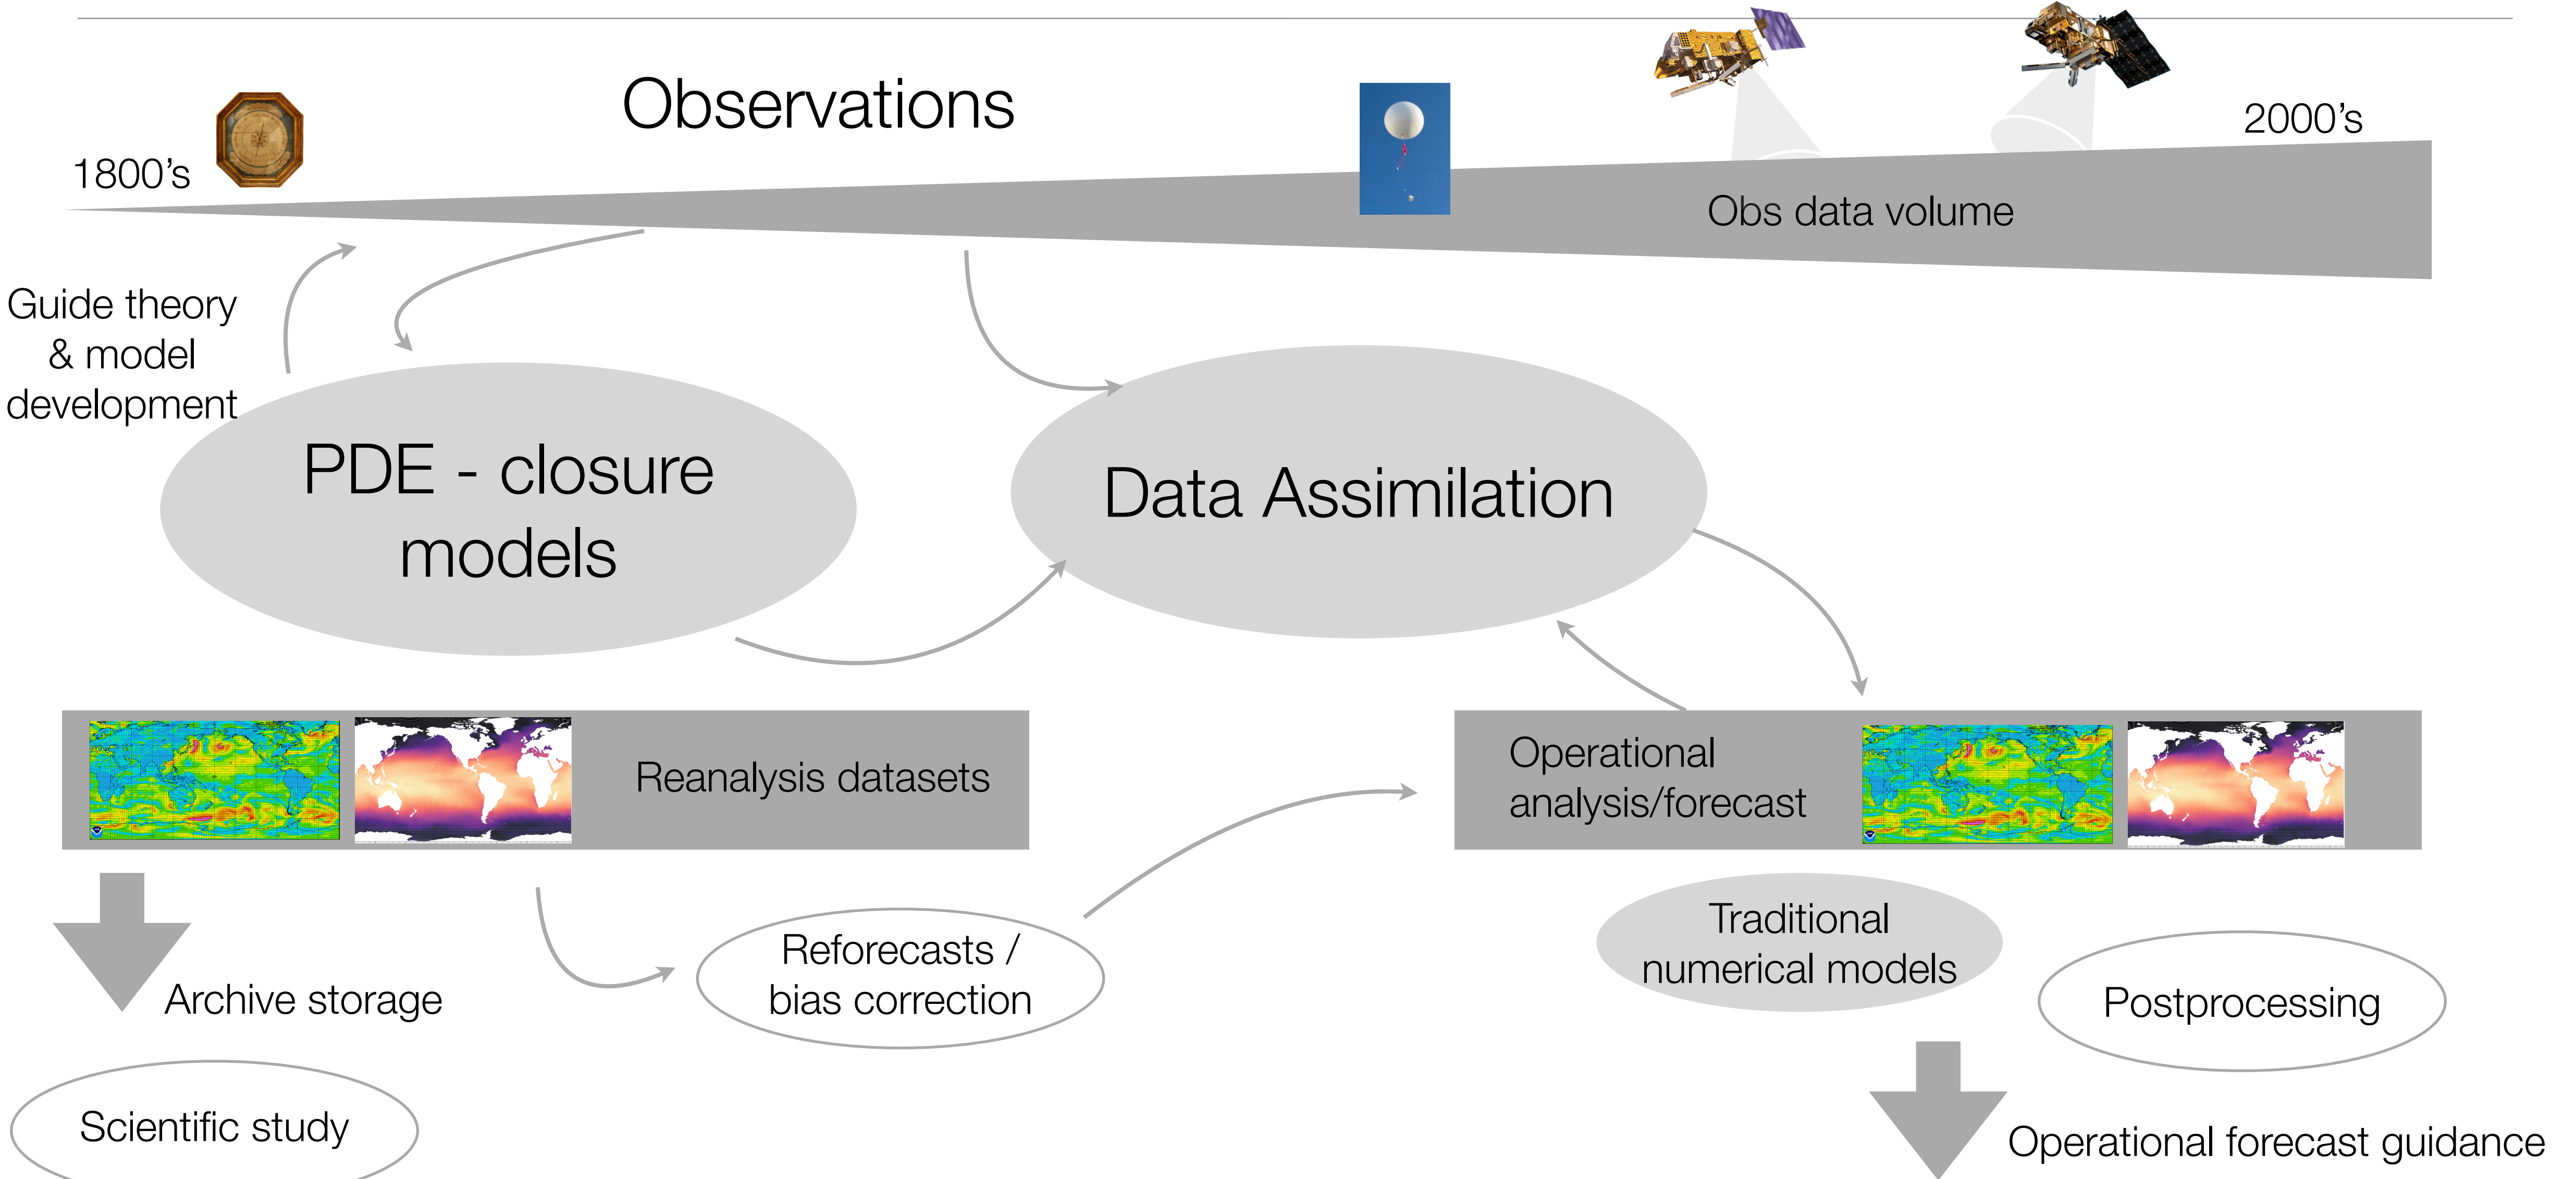 Observations
1800's
2000's
Obs data volume
Guide theory
& model
development
PDE - closure
models
Data Assimilation
Reanalysis datasets
Operational
analysis/forecast
Archive storage
Reforecasts /
bias correction
Traditional
numerical models
Postprocessing
Scientific study
Operational forecast guidance